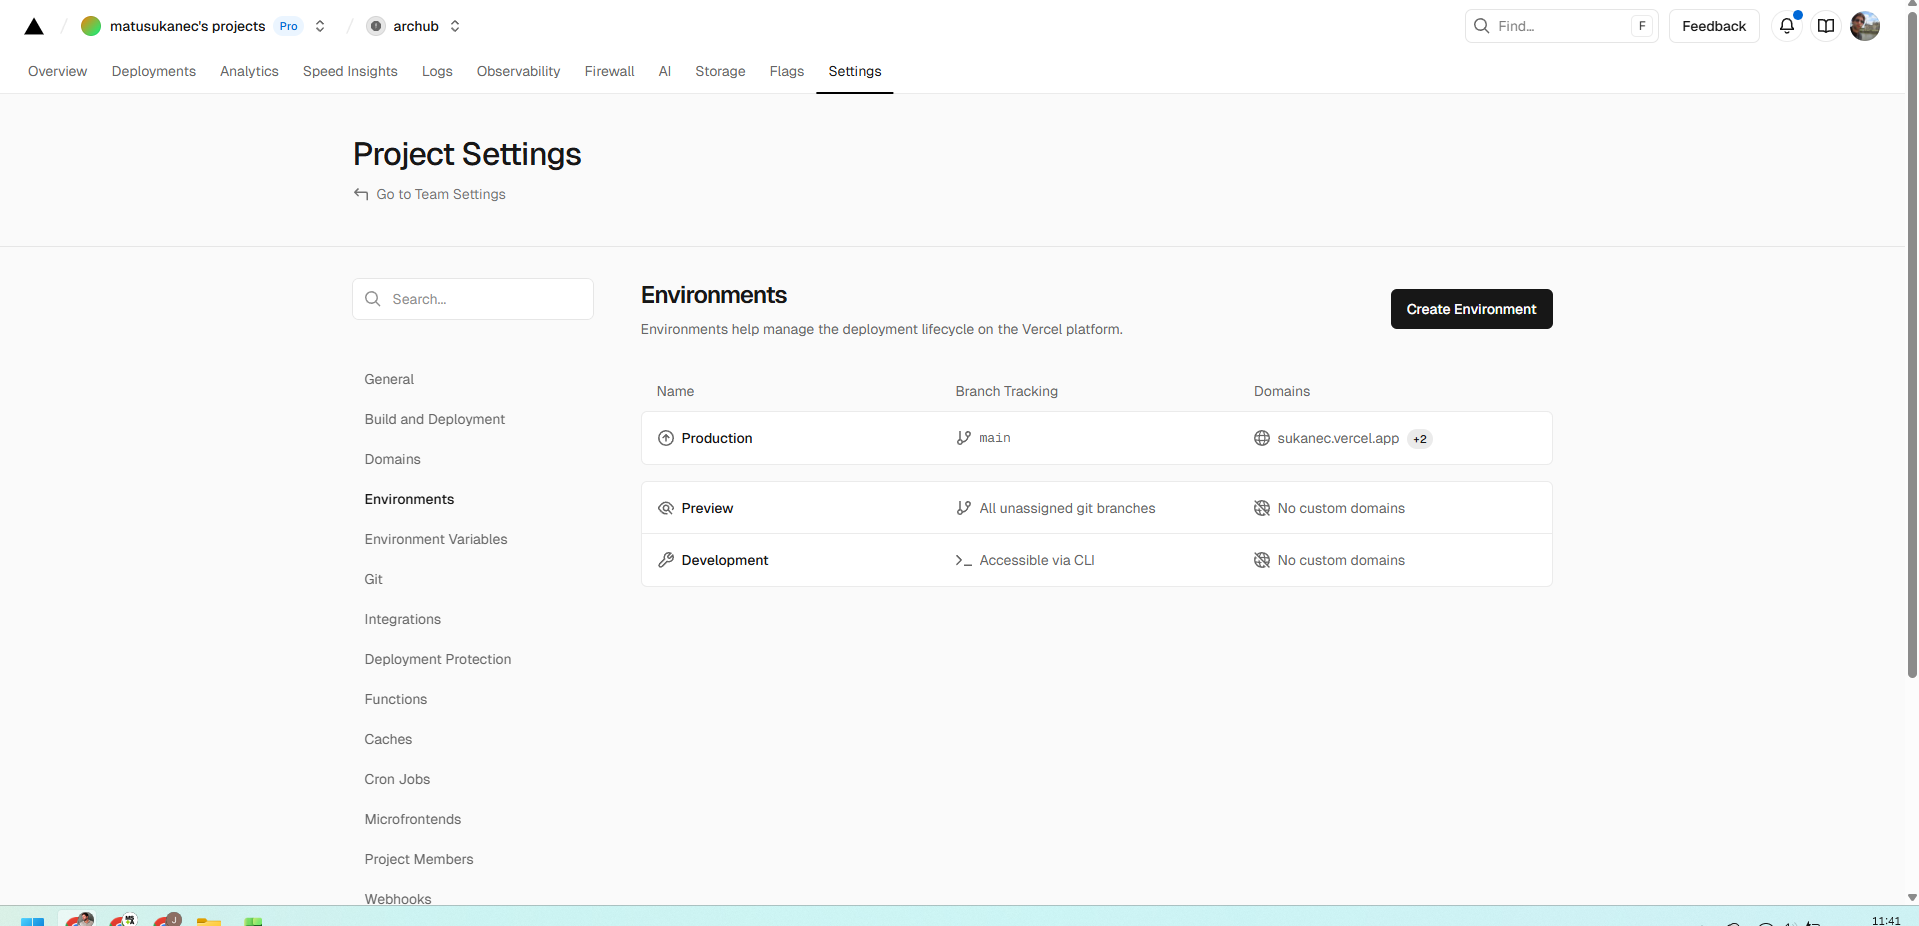 matusukanec's projects Pro archub Find... F Feedback
Overview Deployments Analytics Speed Insights Logs Observability Firewall AI Storage Flags Settings
Project Settings
Go to Team Settings
Search...
General
Build and Deployment
Domains
Environments
Environment Variables
Git
Integrations
Deployment Protection
Functions
Caches
Cron Jobs
Microfrontends
Project Members
Webhooks
Environments
Environments help manage the deployment lifecycle on the Vercel platform.
Create Environment
Name Branch Tracking Domains
Production main sukanec.vercel.app +2
Preview All unassigned git branches No custom domains
Development Accessible via CLI No custom domains
J
11:41